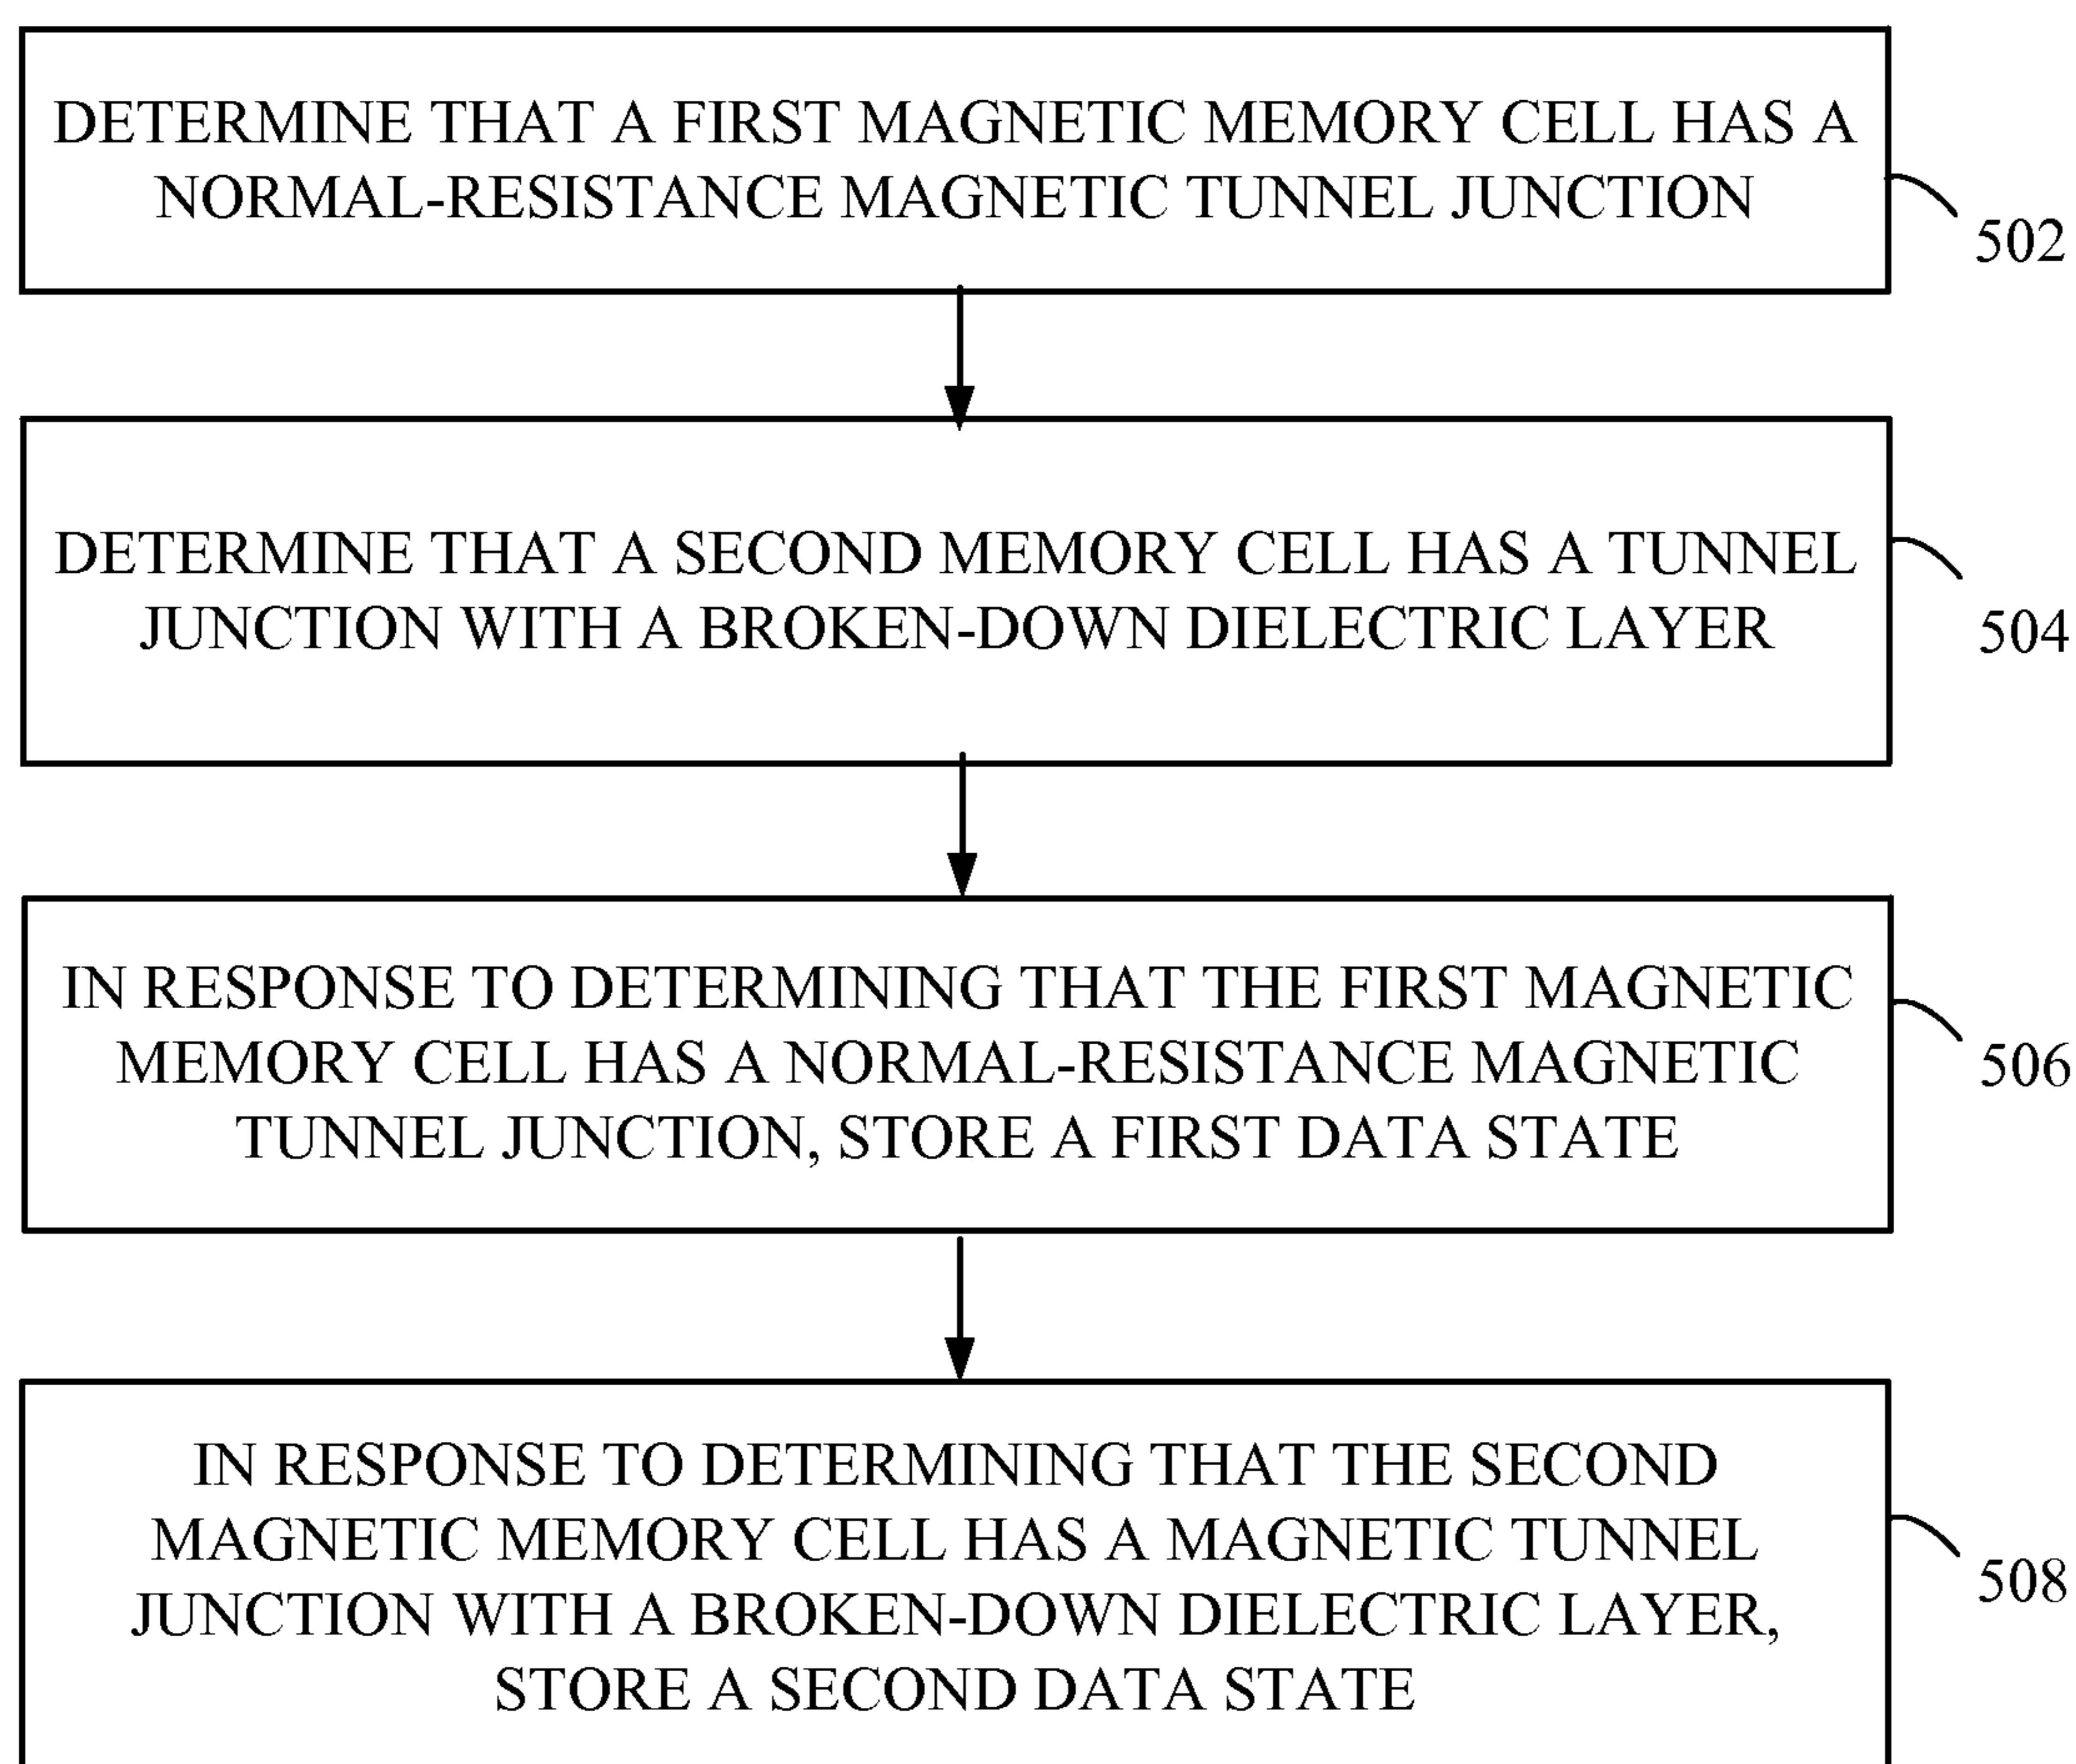 DETERMINE THAT A FIRST MAGNETIC MEMORY CELL HAS A
NORMAL-RESISTANCE MAGNETIC TUNNEL JUNCTION
502
DETERMINE THAT A SECOND MEMORY CELL HAS A TUNNEL
JUNCTION WITH A BROKEN-DOWN DIELECTRIC LAYER
504
IN RESPONSE TO DETERMINING THAT THE FIRST MAGNETIC
MEMORY CELL HAS A NORMAL-RESISTANCE MAGNETIC
TUNNEL JUNCTION, STORE A FIRST DATA STATE
506
IN RESPONSE TO DETERMINING THAT THE SECOND
MAGNETIC MEMORY CELL HAS A MAGNETIC TUNNEL
JUNCTION WITH A BROKEN-DOWN DIELECTRIC LAYER,
STORE A SECOND DATA STATE
508